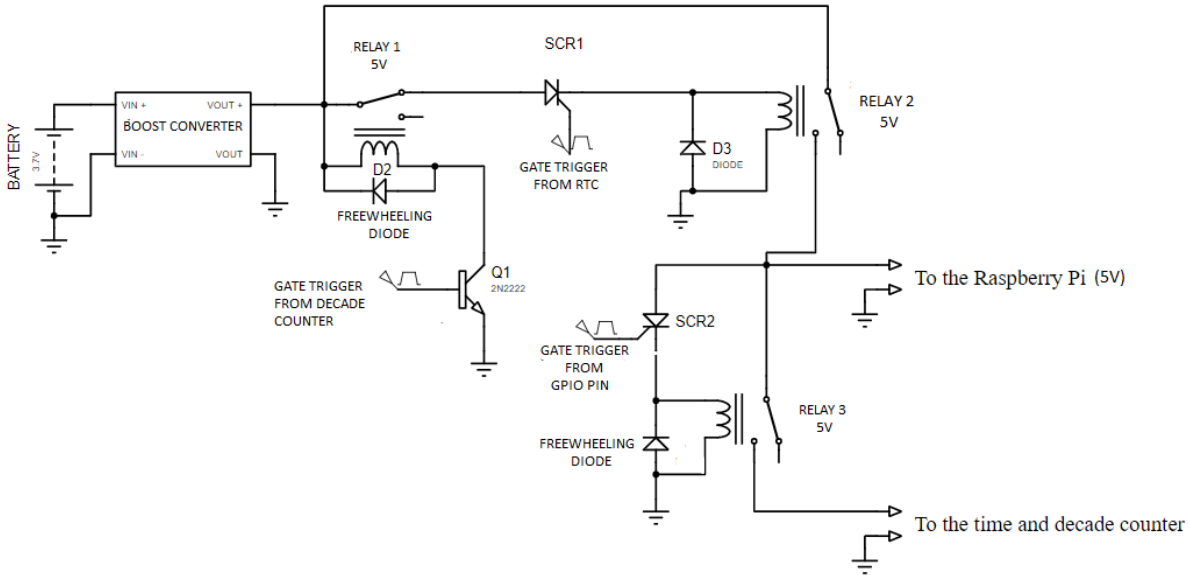 RELAY 1
5V
SCR1
VIN +
VOUT +
BOOST CONVERTER
VIN -
VOUT
BATTERY
3.7V
RELAY 2
5V
GATE TRIGGER
FROM RTC
D3
DIODE
D2
FREEWHEELING
DIODE
GATE TRIGGER
FROM DECADE
COUNTER
Q1
2N2222
To the Raspberry Pi (5V)
SCR2
GATE TRIGGER
FROM
GPIO PIN
RELAY 3
5V
FREEWHEELING
DIODE
To the time and decade counter